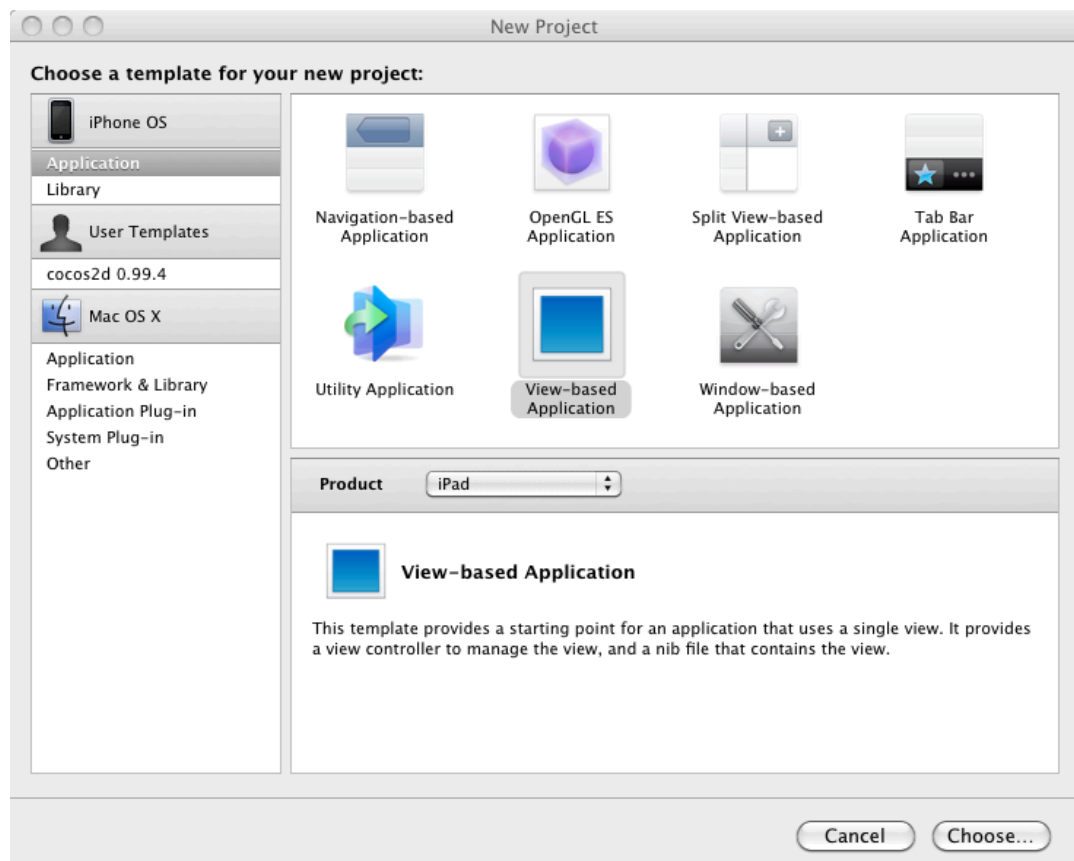 New Project
Choose a template for your new project:
iPhone OS
Application
Library
User Templates
cocos2d 0.99.4
Mac OS X
Application
Framework & Library
Application Plug-in
System Plug-in
Other
Navigation-based
Application
OpenGL ES
Application
Split View-based
Application
Tab Bar
Application
Utility Application
View-based
Application
Window-based
Application
Product
iPad
View-based Application
This template provides a starting point for an application that uses a single view. It provides
a view controller to manage the view, and a nib file that contains the view.
Cancel
Choose...